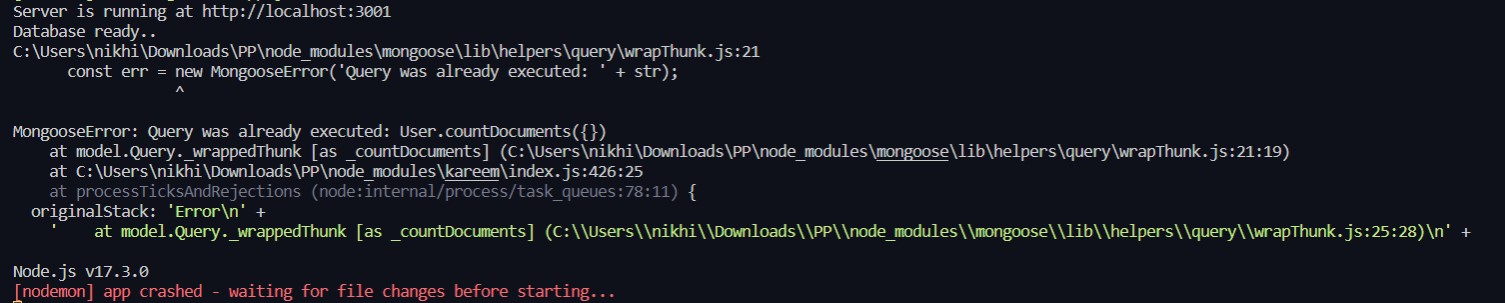 Server is running at http://localhost:3001
Database ready..
C:\Users\nikhi\Downloads\PP\node_modules\mongoose\lib\helpers\query\wrapThunk.js:21
      const err = new MongooseError('Query was already executed: ' + str);
                  ^
MongooseError: Query was already executed: User.countDocuments({})
    at model.Query._wrappedThunk [as _countDocuments] (C:\Users\nikhi\Downloads\PP\node_modules\mongoose\lib\helpers\query\wrapThunk.js:21:19)
    at C:\Users\nikhi\Downloads\PP\node_modules\kareem\index.js:426:25
    at processTicksAndRejections (node:internal/process/task_queues:78:11) {
  originalStack: 'Error\n' +
    '    at model.Query._wrappedThunk [as _countDocuments] (C:\\Users\\nikhi\\Downloads\\PP\\node_modules\\mongoose\\lib\\helpers\\query\\wrapThunk.js:25:28)\n' +
Node.js v17.3.0
[nodemon] app crashed - waiting for file changes before starting...